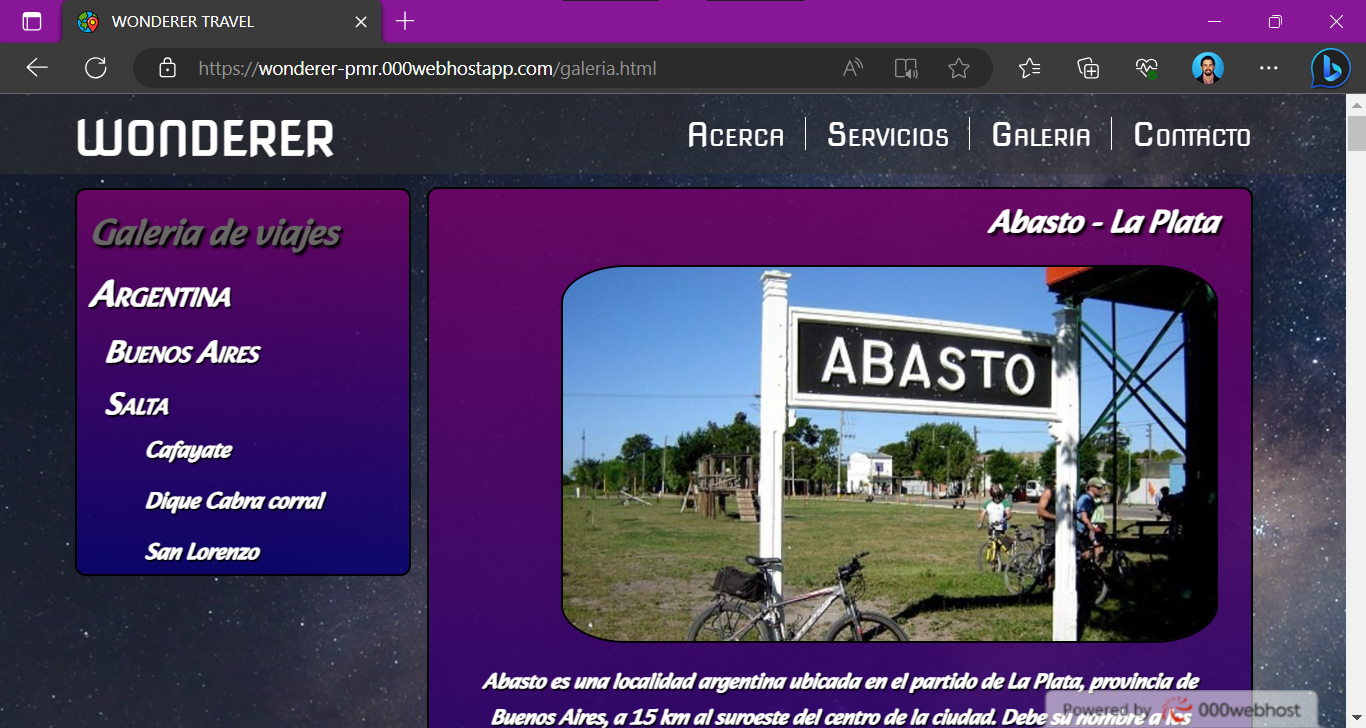 WONDERER TRAVEL
https://wonderer-pmr.000webhostapp.com/galeria.html
WONDERER
Acerca
Servicios
Galeria
Contacto
Galeria de viajes
Argentina
Buenos Aires
Salta
Cafayate
Dique Cabra corral
San Lorenzo
Abasto - La Plata
ABASTO
Abasto es una localidad argentina ubicada en el partido de La Plata, provincia de
Buenos Aires, a 15 km al suroeste del centro de la ciudad. Debe su nombre a los
Powered by 000webhost